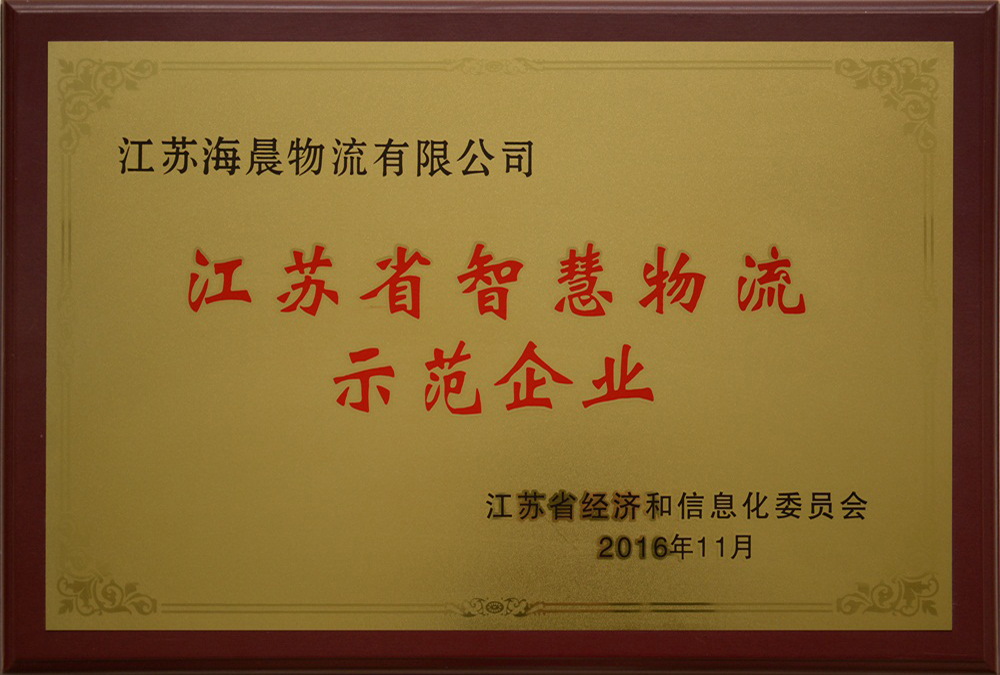 江苏海晨物流有限公司
江苏省智慧物流
示范企业
江苏省经济和信息化委员会
2016年11月